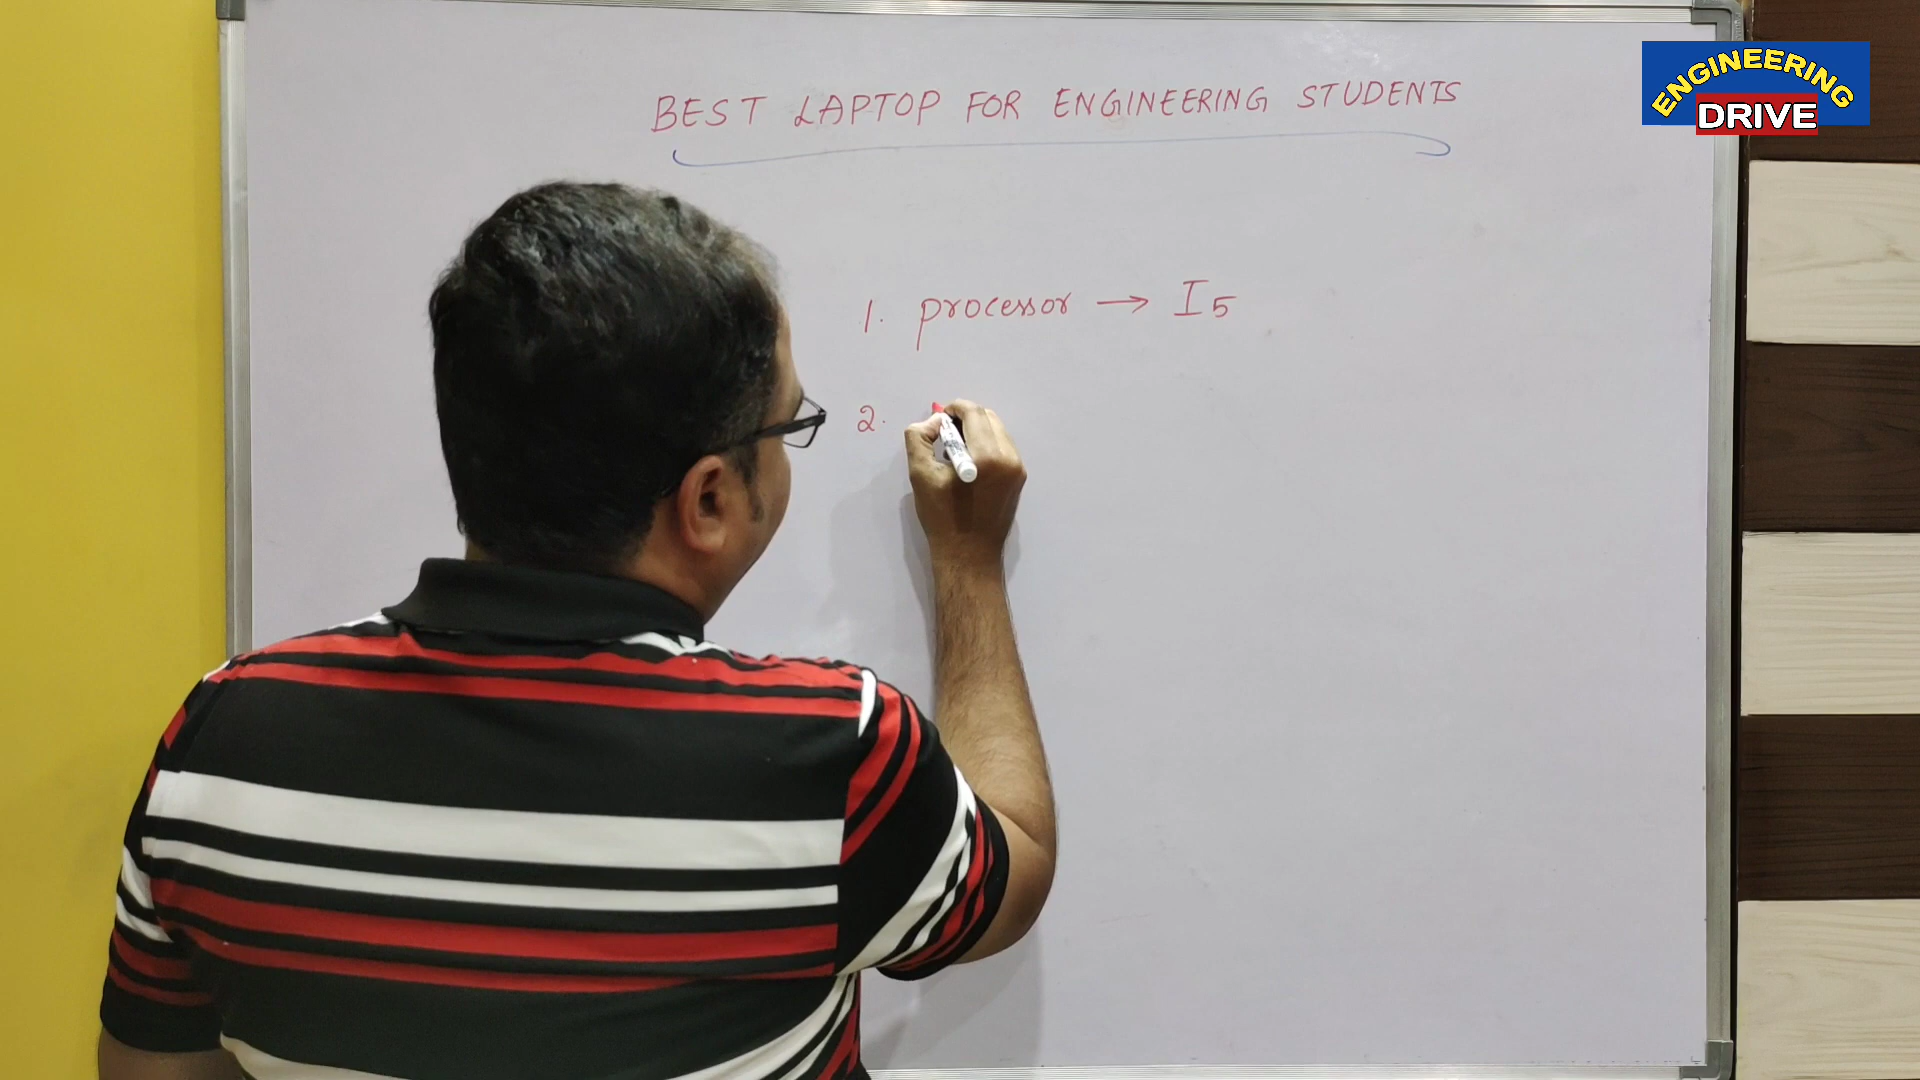 BEST LAPTOP FOR ENGINEERING STUDENTS
ENGINEERING
DRIVE
1. processor → I5
2.